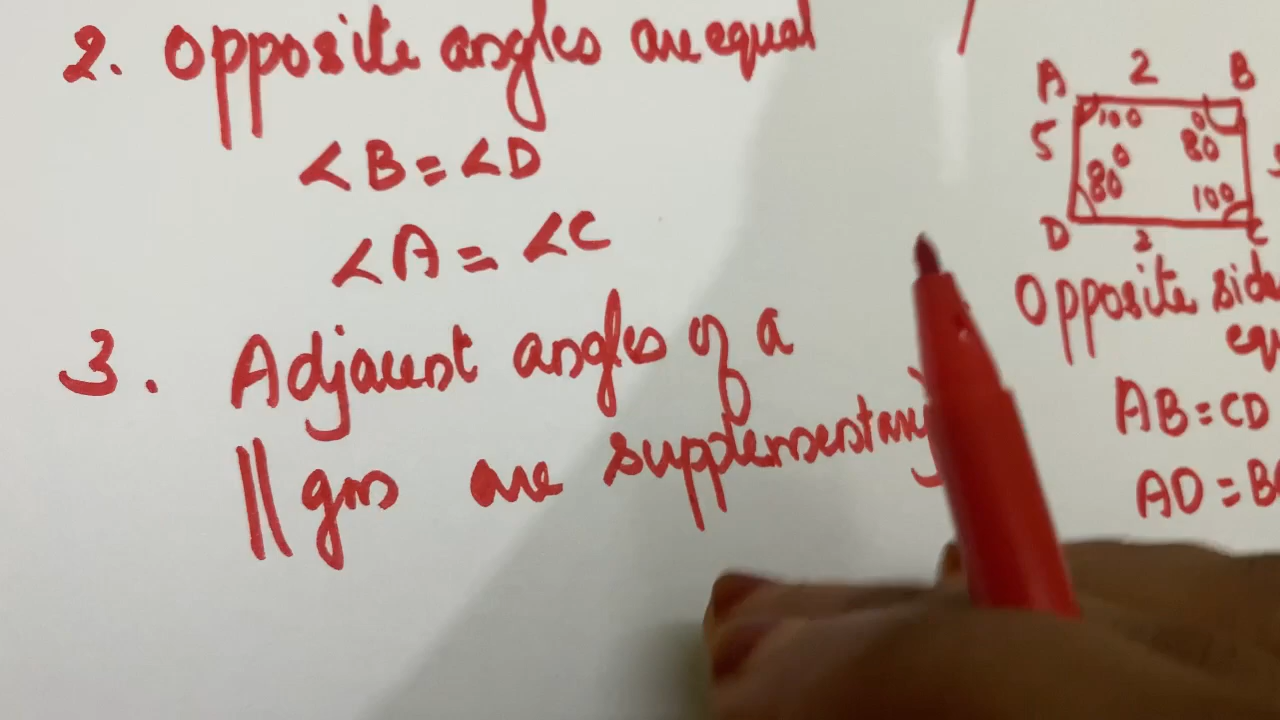 2. Opposite angles are equal
∠B = ∠D
∠A = ∠C
3. Adjacent angles of a
||gm are supplementary
A 2 B
5 100° 80°
80° 100
D 2 C
Opposite side
eq
AB = CD
AD = B